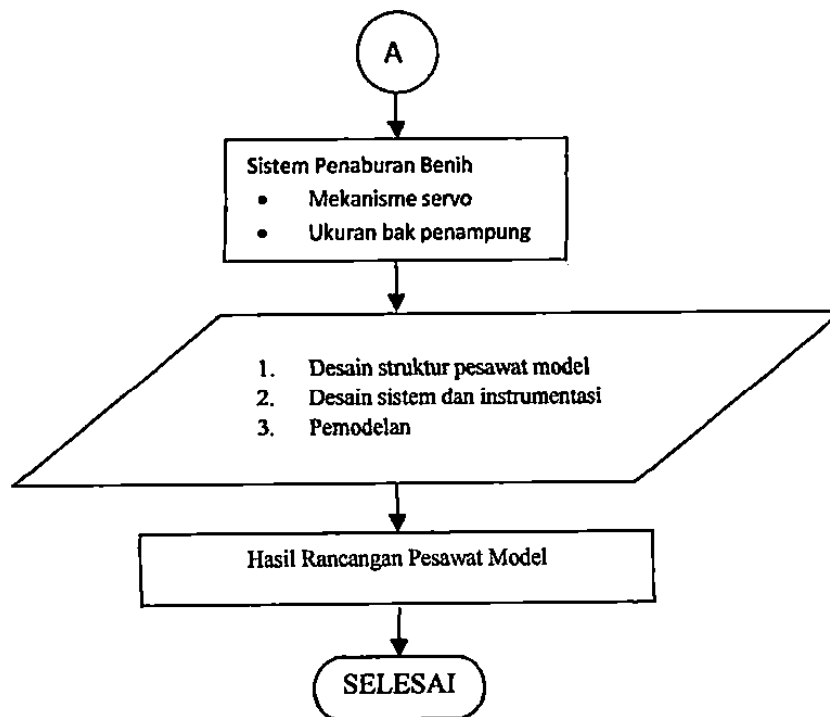 A
Sistem Penaburan Benih
• Mekanisme servo
• Ukuran bak penampung
1. Desain struktur pesawat model
2. Desain sistem dan instrumentasi
3. Pemodelan
Hasil Rancangan Pesawat Model
SELESAI